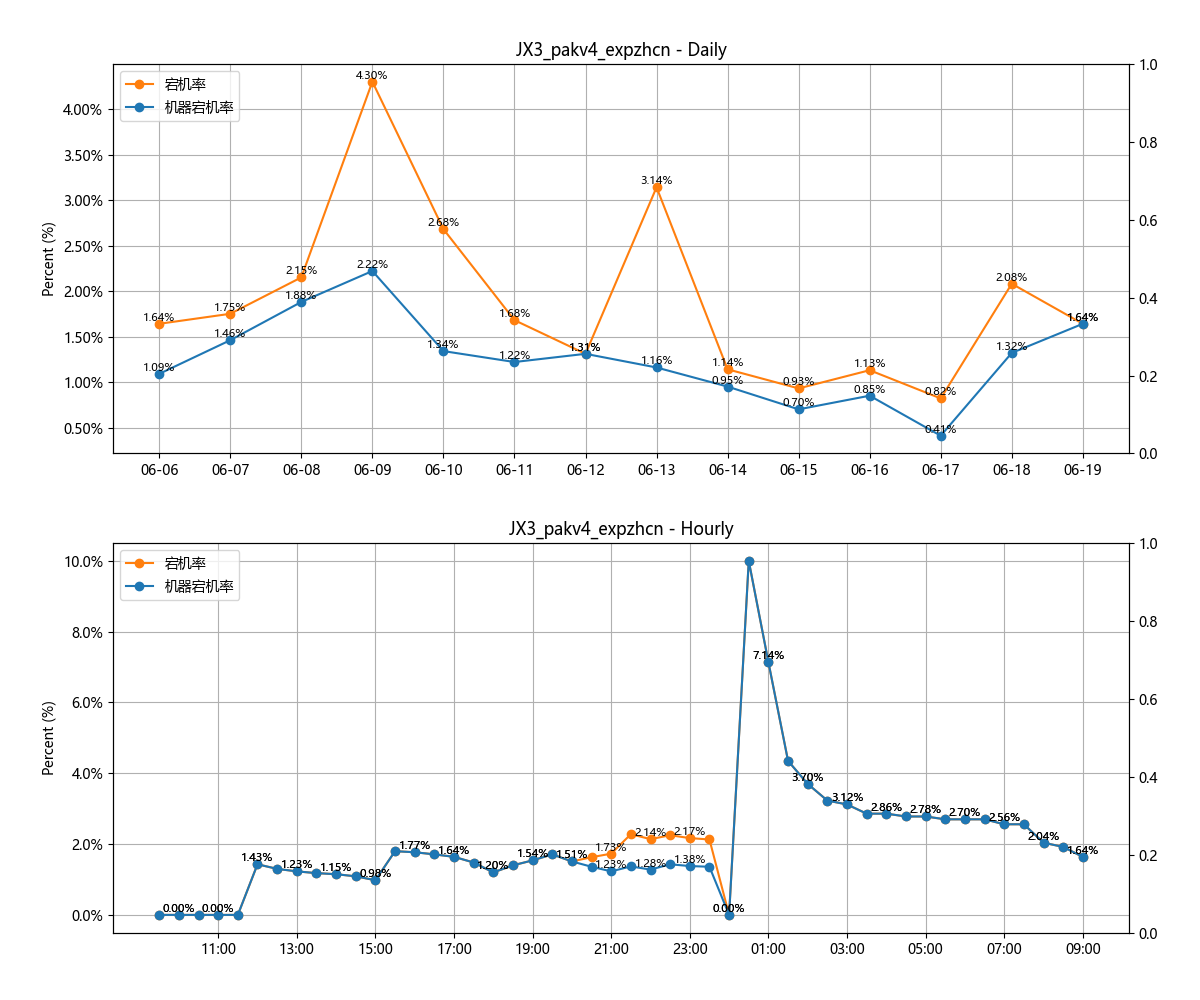 JX3_pakv4_expzhcn - Daily
宕机率
机器宕机率
Percent (%)
4.00%
3.50%
3.00%
2.50%
2.00%
1.50%
1.00%
0.50%
1.0
0.8
0.6
0.4
0.2
0.0
1.64% 1.75% 2.15% 4.30% 2.68% 1.68% 1.31% 3.14% 1.14% 0.93% 1.13% 0.82% 2.08% 1.64%
1.09% 1.46% 1.88% 2.22% 1.34% 1.22% 1.31% 1.16% 0.95% 0.70% 0.85% 0.41% 1.32% 1.64%
06-06 06-07 06-08 06-09 06-10 06-11 06-12 06-13 06-14 06-15 06-16 06-17 06-18 06-19
JX3_pakv4_expzhcn - Hourly
宕机率
机器宕机率
Percent (%)
10.0%
8.0%
6.0%
4.0%
2.0%
0.0%
1.0
0.8
0.6
0.4
0.2
0.0
0.00% 0.00% 1.43% 1.23% 1.15% 0.98% 1.77% 1.64% 1.20% 1.54% 1.51% 1.73% 2.14% 2.17% 0.00% 7.14% 3.70% 3.12% 2.86% 2.78% 2.70% 2.56% 2.04% 1.64%
1.23% 1.28% 1.38%
11:00 13:00 15:00 17:00 19:00 21:00 23:00 01:00 03:00 05:00 07:00 09:00